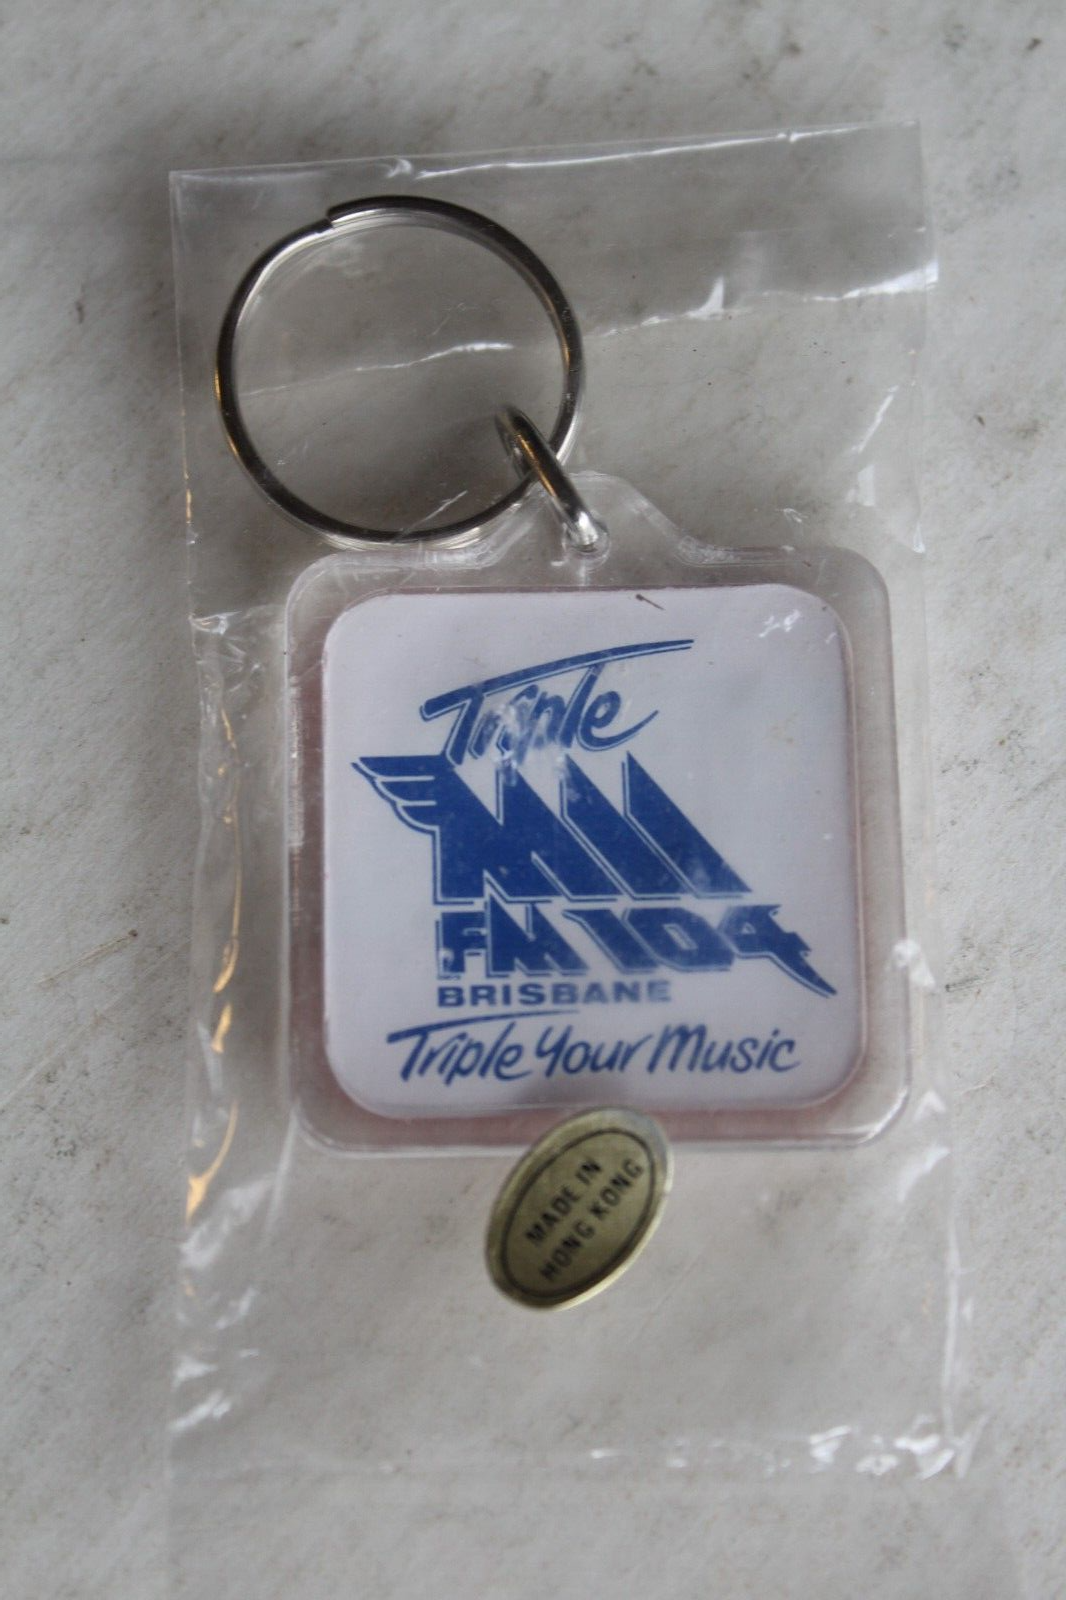 Triple
MMM
FM 104
BRISBANE
Triple Your Music
MADE IN
HONG KONG